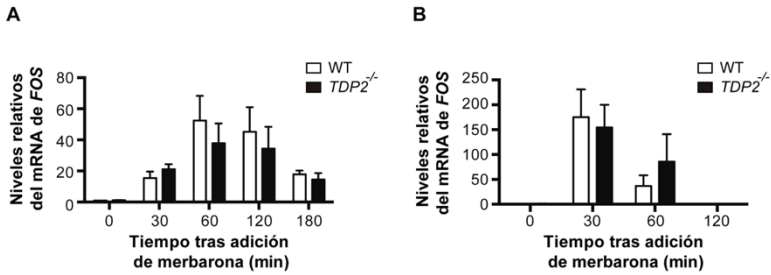 A
WT
TDP2-/-
Niveles relativos
del mRNA de FOS
80
60
40
20
0
0 30 60 120 180
Tiempo tras adición
de merbarona (min)
B
WT
TDP2-/-
Niveles relativos
del mRNA de FOS
250
200
150
100
50
0
0 30 60 120
Tiempo tras adición
de merbarona (min)